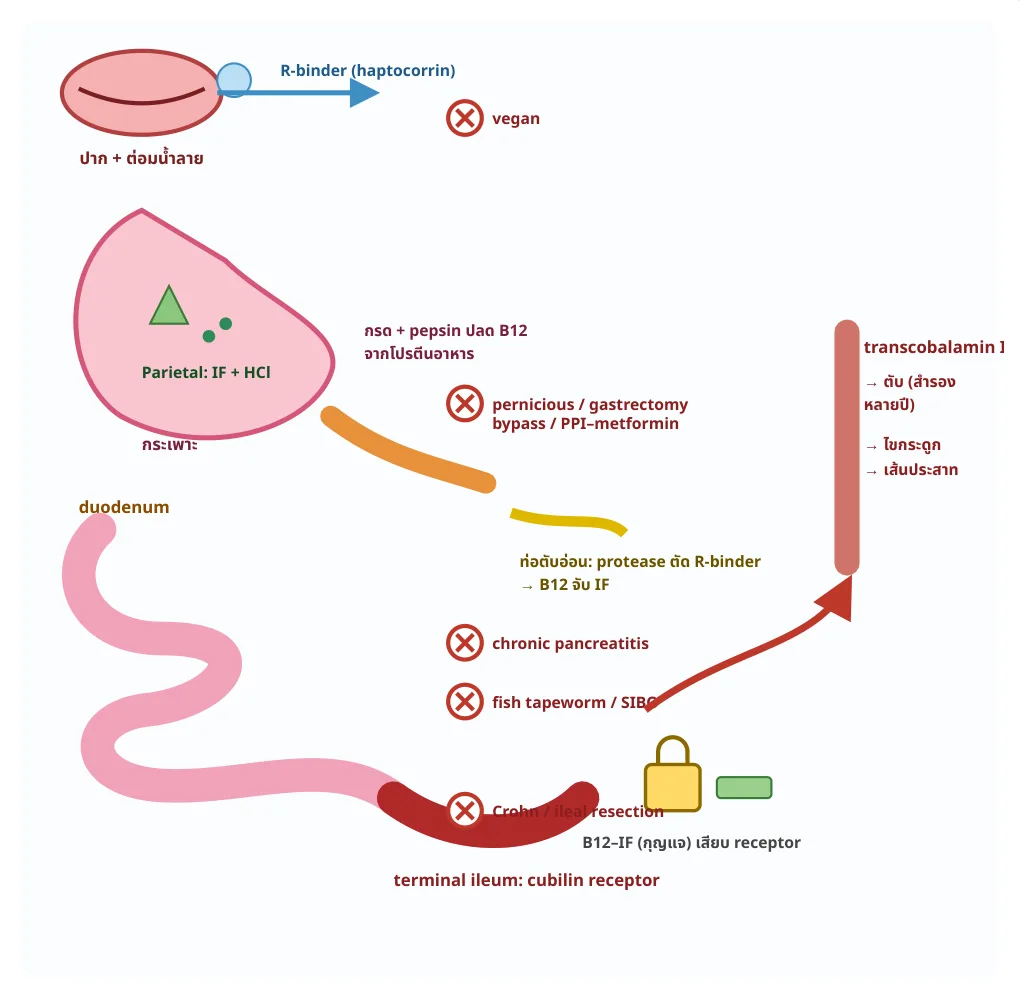 R-binder (haptocorrin)
vegan
ปาก + ต่อมน้ำลาย
กรด + pepsin ปลด B12
จากโปรตีนอาหาร
transcobalamin I
Parietal: IF + HCl
→ ตับ (สำรอง
หลายปี)
pernicious / gastrectomy
bypass / PPI–metformin
กระเพาะ
→ ไขกระดูก
→ เส้นประสาท
duodenum
ท่อตับอ่อน: protease ตัด R-binder
→ B12 จับ IF
chronic pancreatitis
fish tapeworm / SIBO
Crohn / ileal resection
B12–IF (กุญแจ) เสียบ receptor
terminal ileum: cubilin receptor